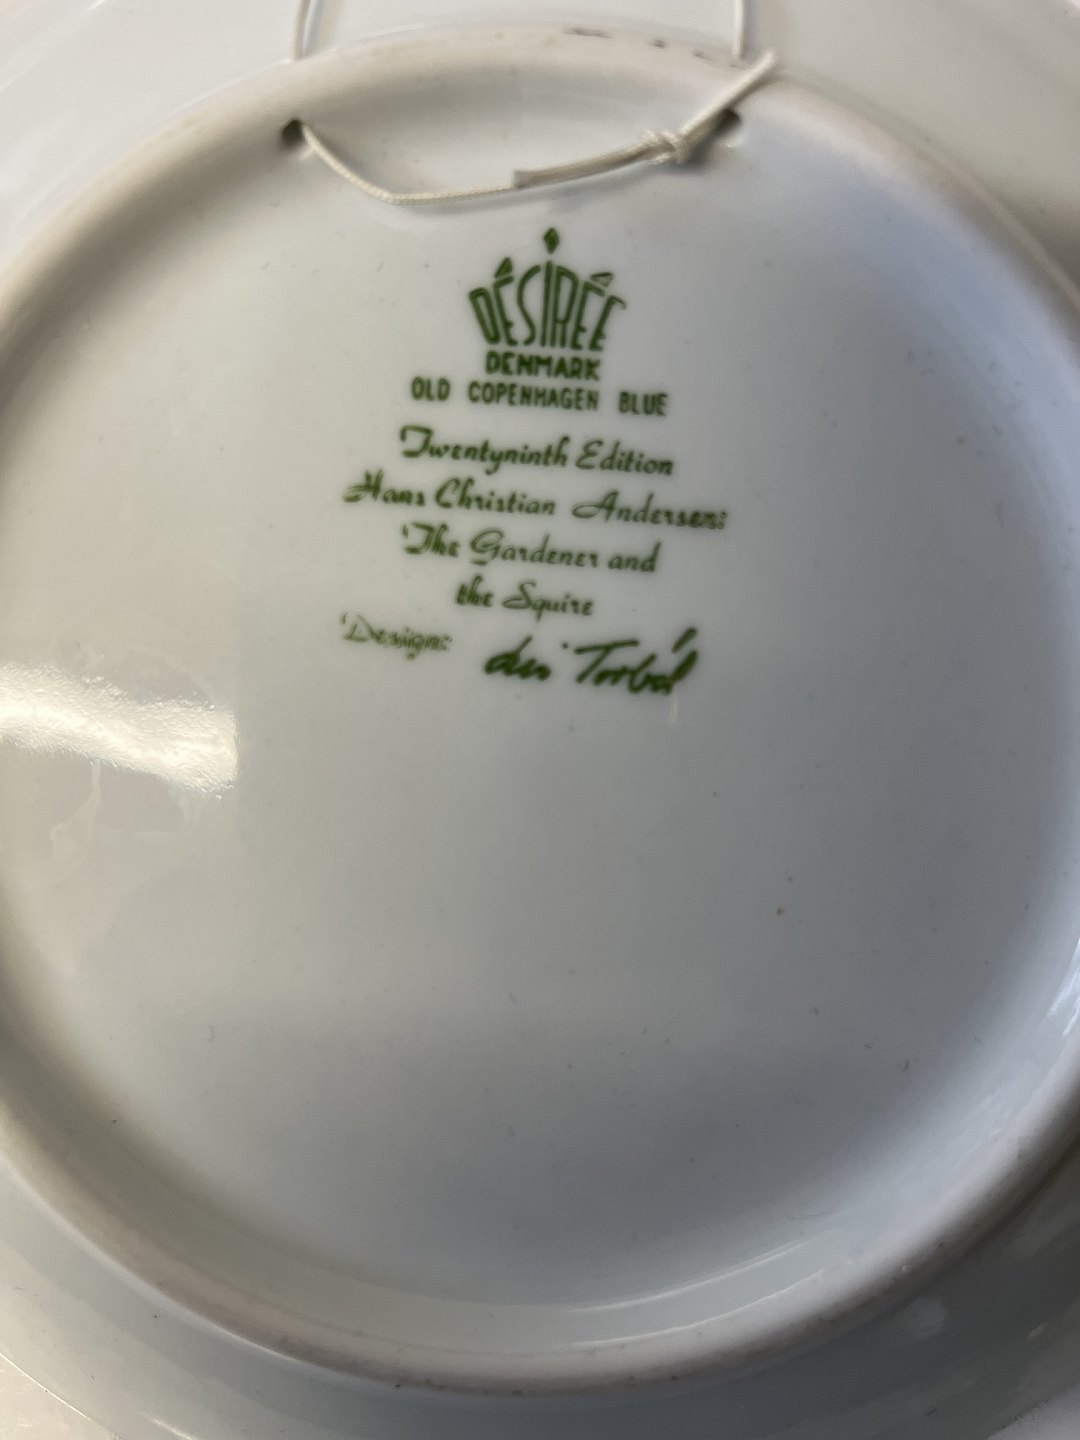 DÉSIRÉE
DENMARK
OLD COPENHAGEN BLUE
Twentyninth Edition
Hans Christian Andersen:
The Gardener and
the Squire
Design: